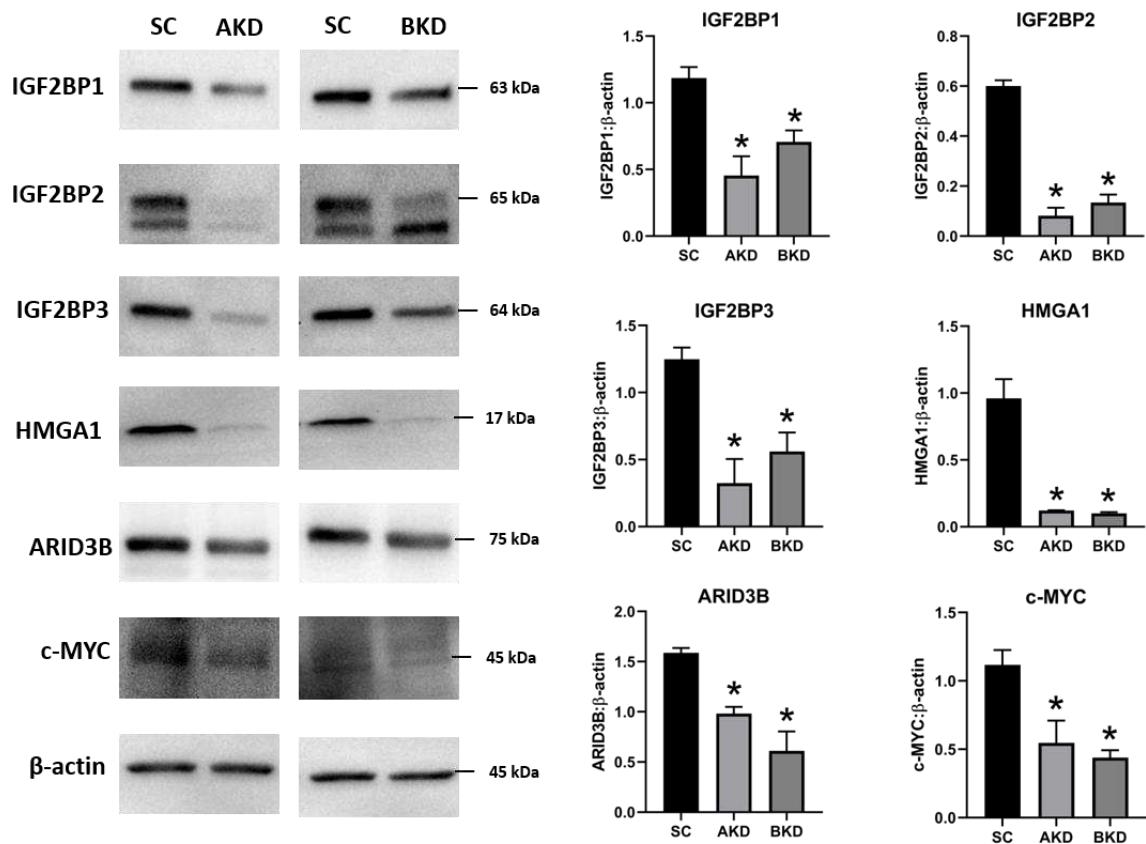 SC AKD SC BKD
IGF2BP1 63 kDa
IGF2BP2 65 kDa
IGF2BP3 64 kDa
HMGA1 17 kDa
ARID3B 75 kDa
c-MYC 45 kDa
β-actin 45 kDa
IGF2BP1
IGF2BP1:β-actin
1.5
1.0
0.5
0.0
* *
SC AKD BKD
IGF2BP2
IGF2BP2:β-actin
0.8
0.6
0.4
0.2
0.0
* *
SC AKD BKD
IGF2BP3
IGF2BP3:β-actin
1.5
1.0
0.5
0.0
* *
SC AKD BKD
HMGA1
HMGA1:β-actin
1.5
1.0
0.5
0.0
* *
SC AKD BKD
ARID3B
ARID3B:β-actin
2.0
1.5
1.0
0.5
0.0
* *
SC AKD BKD
c-MYC
c-MYC:β-actin
1.5
1.0
0.5
0.0
* *
SC AKD BKD